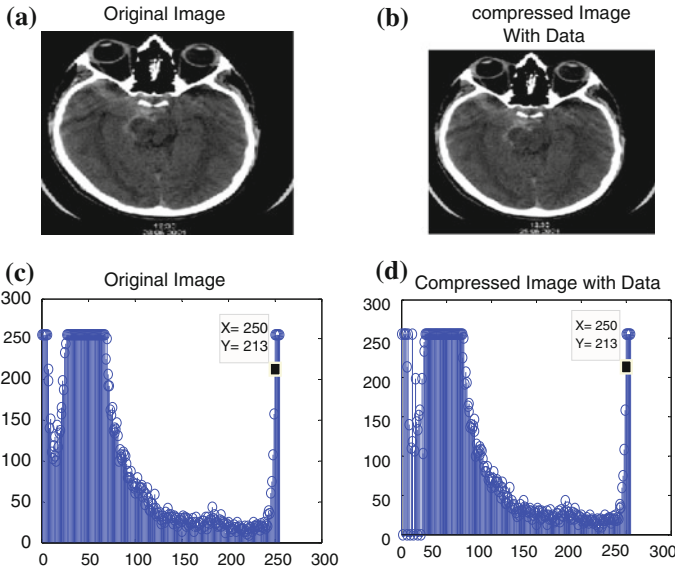 (a)
Original Image
(b)
compressed Image
With Data
(c)
Original Image
300
250
200
150
100
50
0
X= 250
Y= 213
0 50 100 150 200 250 300
(d)
Compressed Image with Data
300
250
200
150
100
50
0
X= 250
Y= 213
0 50 100 150 200 250 300